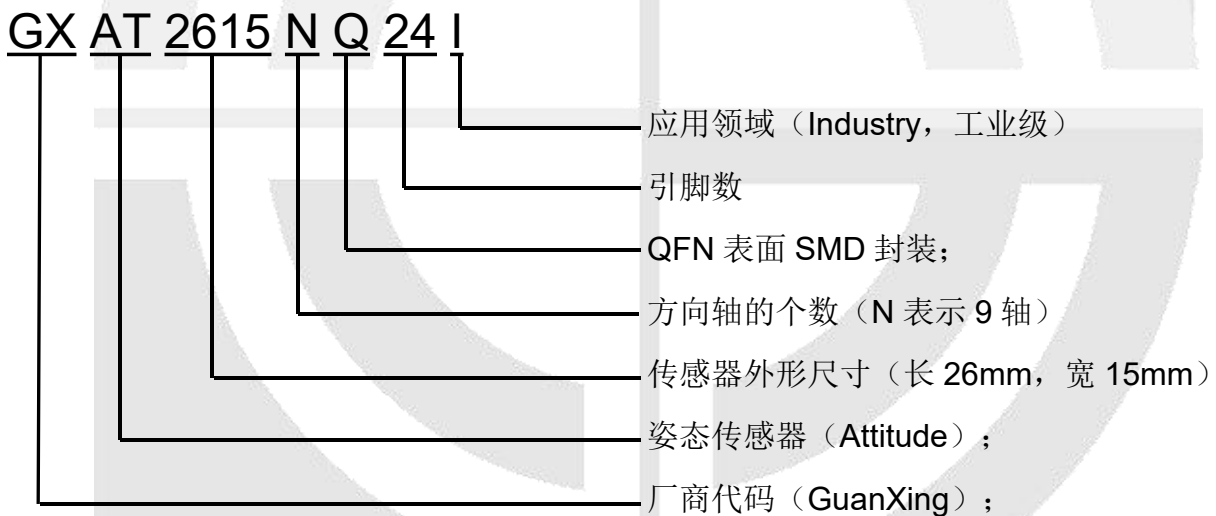 GX AT 2615 N Q 24 I
应用领域（Industry，工业级）
引脚数
QFN 表面 SMD 封装；
方向轴的个数（N 表示 9 轴）
传感器外形尺寸（长 26mm，宽 15mm）
姿态传感器（Attitude）；
厂商代码（GuanXing）；